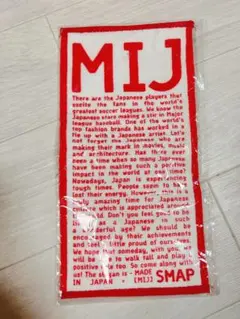 MIJ
There are the Japanese players that
excite the fans in the world's
greatest soccer leagues. We know the
Japanese stars making a stir in Major
league baseball. One of the world's
top fashion brands has worked in a
tie up with a Japanese artist. Let's
not forget the Japanese who are
making their mark in movies, music
and architecture. Has there ever
been a time when so many Japanese
have been making such a positive
impact in the world at one time?
Nowadays, Japan is experiencing
tough times. People seem to have
lost their energy. However, this is a
really amazing time for Japanese
culture which is appreciated around
the world. Don't you feel good to be
living as a Japanese in such
a wonderful age? We should be
encouraged by their achievements
and feel a little proud of ourselves.
We hope that someday, with you, we
will be able to walk tall and play a
positive role too. So come along with
us! The slogan is - MADE
IN JAPAN - [MIJ] SMAP